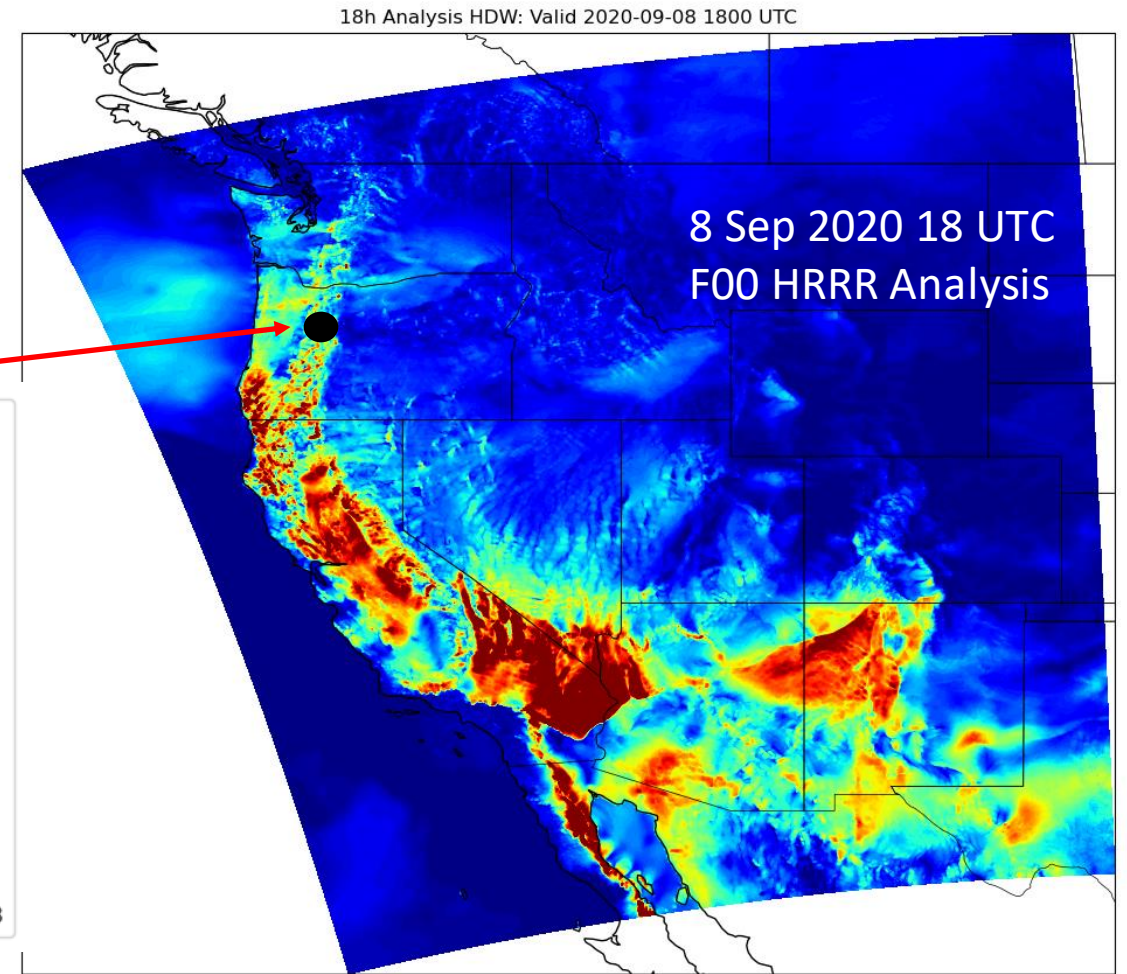 18h Analysis HDW: Valid 2020-09-08 1800 UTC
8 Sep 2020 18 UTC
F00 HRRR Analysis